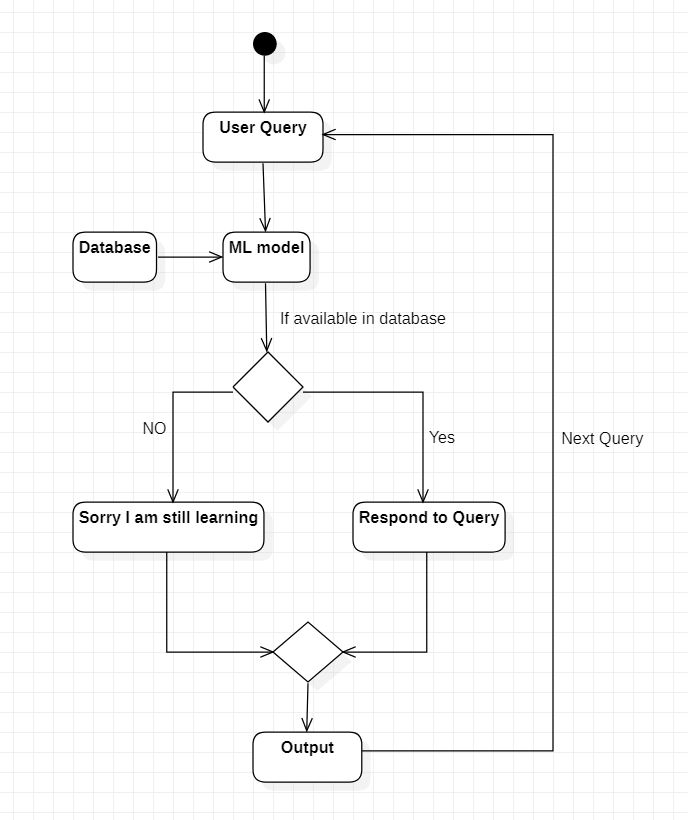 User Query
Database
ML model
If available in database
NO
Yes
Next Query
Sorry I am still learning
Respond to Query
Output